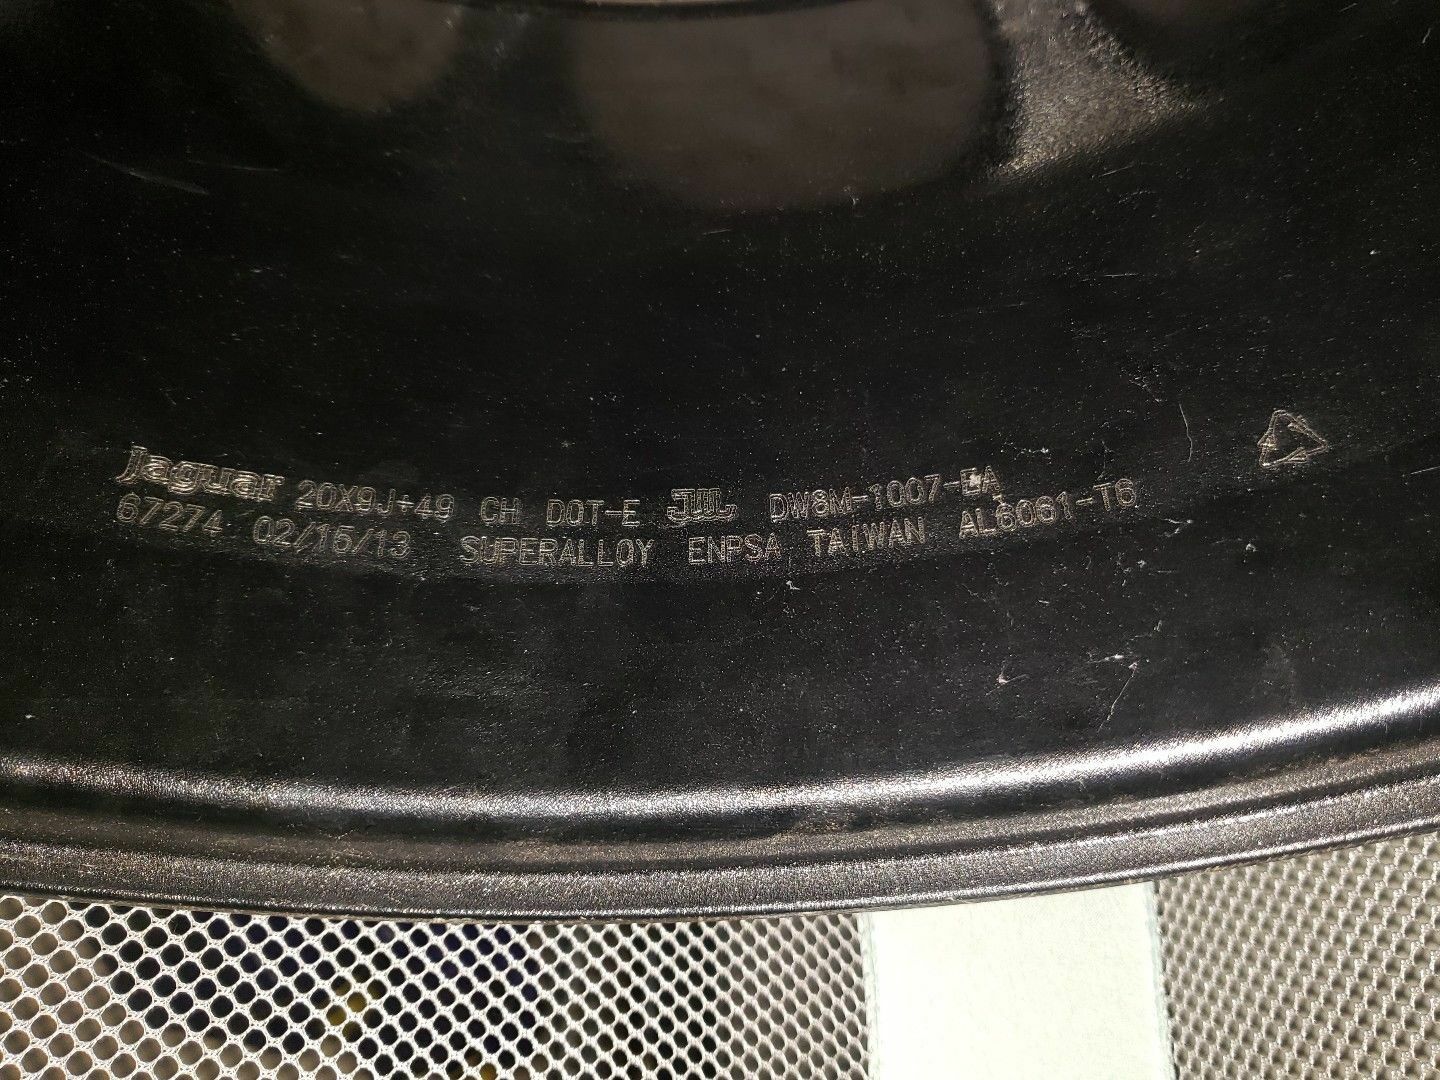 Jaguar 20X9J+49 CH DOT-E JWL DW8M-1007-EA
67274 02/15/13 SUPERALLOY ENPSA TAIWAN AL6061-T6